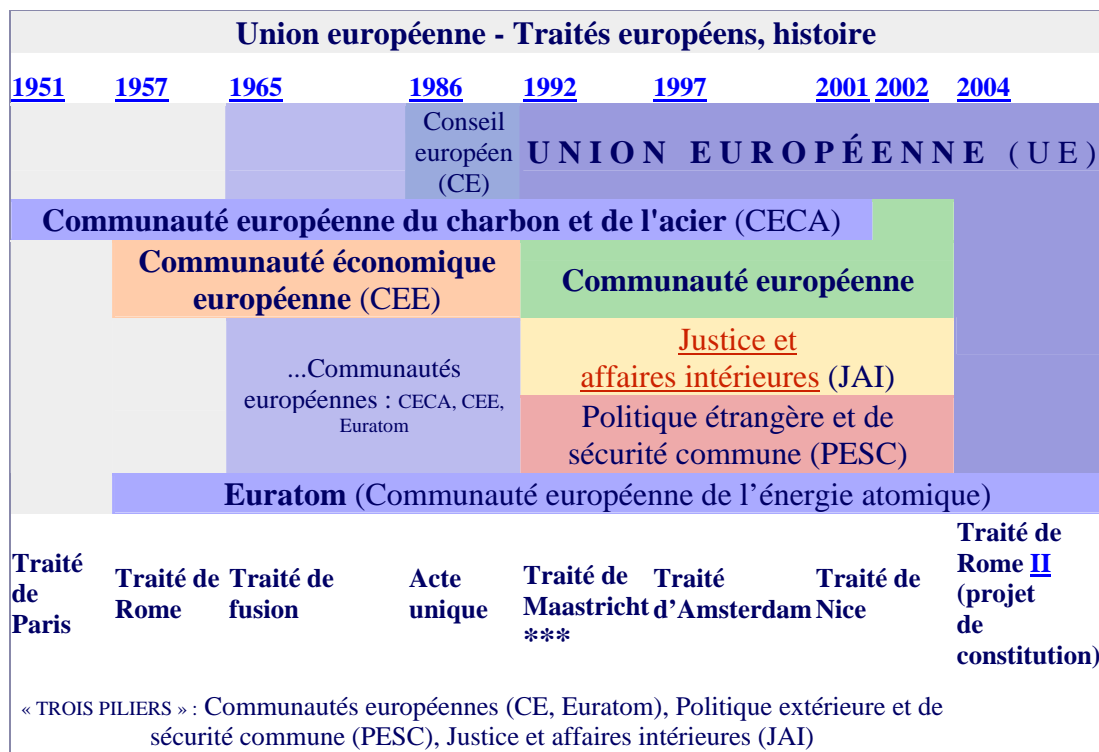 Union européenne - Traités européens, histoire
1951 1957 1965 1986 1992 1997 2001 2002 2004
Conseil
européen
(CE)
UNION EUROPÉENNE (UE)
Communauté européenne du charbon et de l'acier (CECA)
Communauté économique
européenne (CEE)
Communauté européenne
...Communautés
européennes : CECA, CEE,
Euratom
Justice et
affaires intérieures (JAI)
Politique étrangère et de
sécurité commune (PESC)
Euratom (Communauté européenne de l’énergie atomique)
Traité
de
Paris
Traité de
Rome
Traité de
fusion
Acte
unique
Traité de
Maastricht
***
Traité
d’Amsterdam
Traité de
Nice
Traité de
Rome II
(projet
de
constitution)
« TROIS PILIERS » : Communautés européennes (CE, Euratom), Politique extérieure et de
sécurité commune (PESC), Justice et affaires intérieures (JAI)